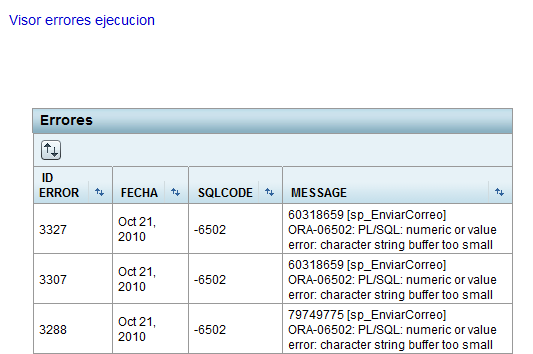 Visor errores ejecucion
Errores
ID
ERROR FECHA SQLCODE MESSAGE
3327 Oct 21, 2010 -6502 60318659 [sp_EnviarCorreo]
ORA-06502: PL/SQL: numeric or value
error: character string buffer too small
3307 Oct 21, 2010 -6502 60318659 [sp_EnviarCorreo]
ORA-06502: PL/SQL: numeric or value
error: character string buffer too small
3288 Oct 21, 2010 -6502 79749775 [sp_EnviarCorreo]
ORA-06502: PL/SQL: numeric or value
error: character string buffer too small